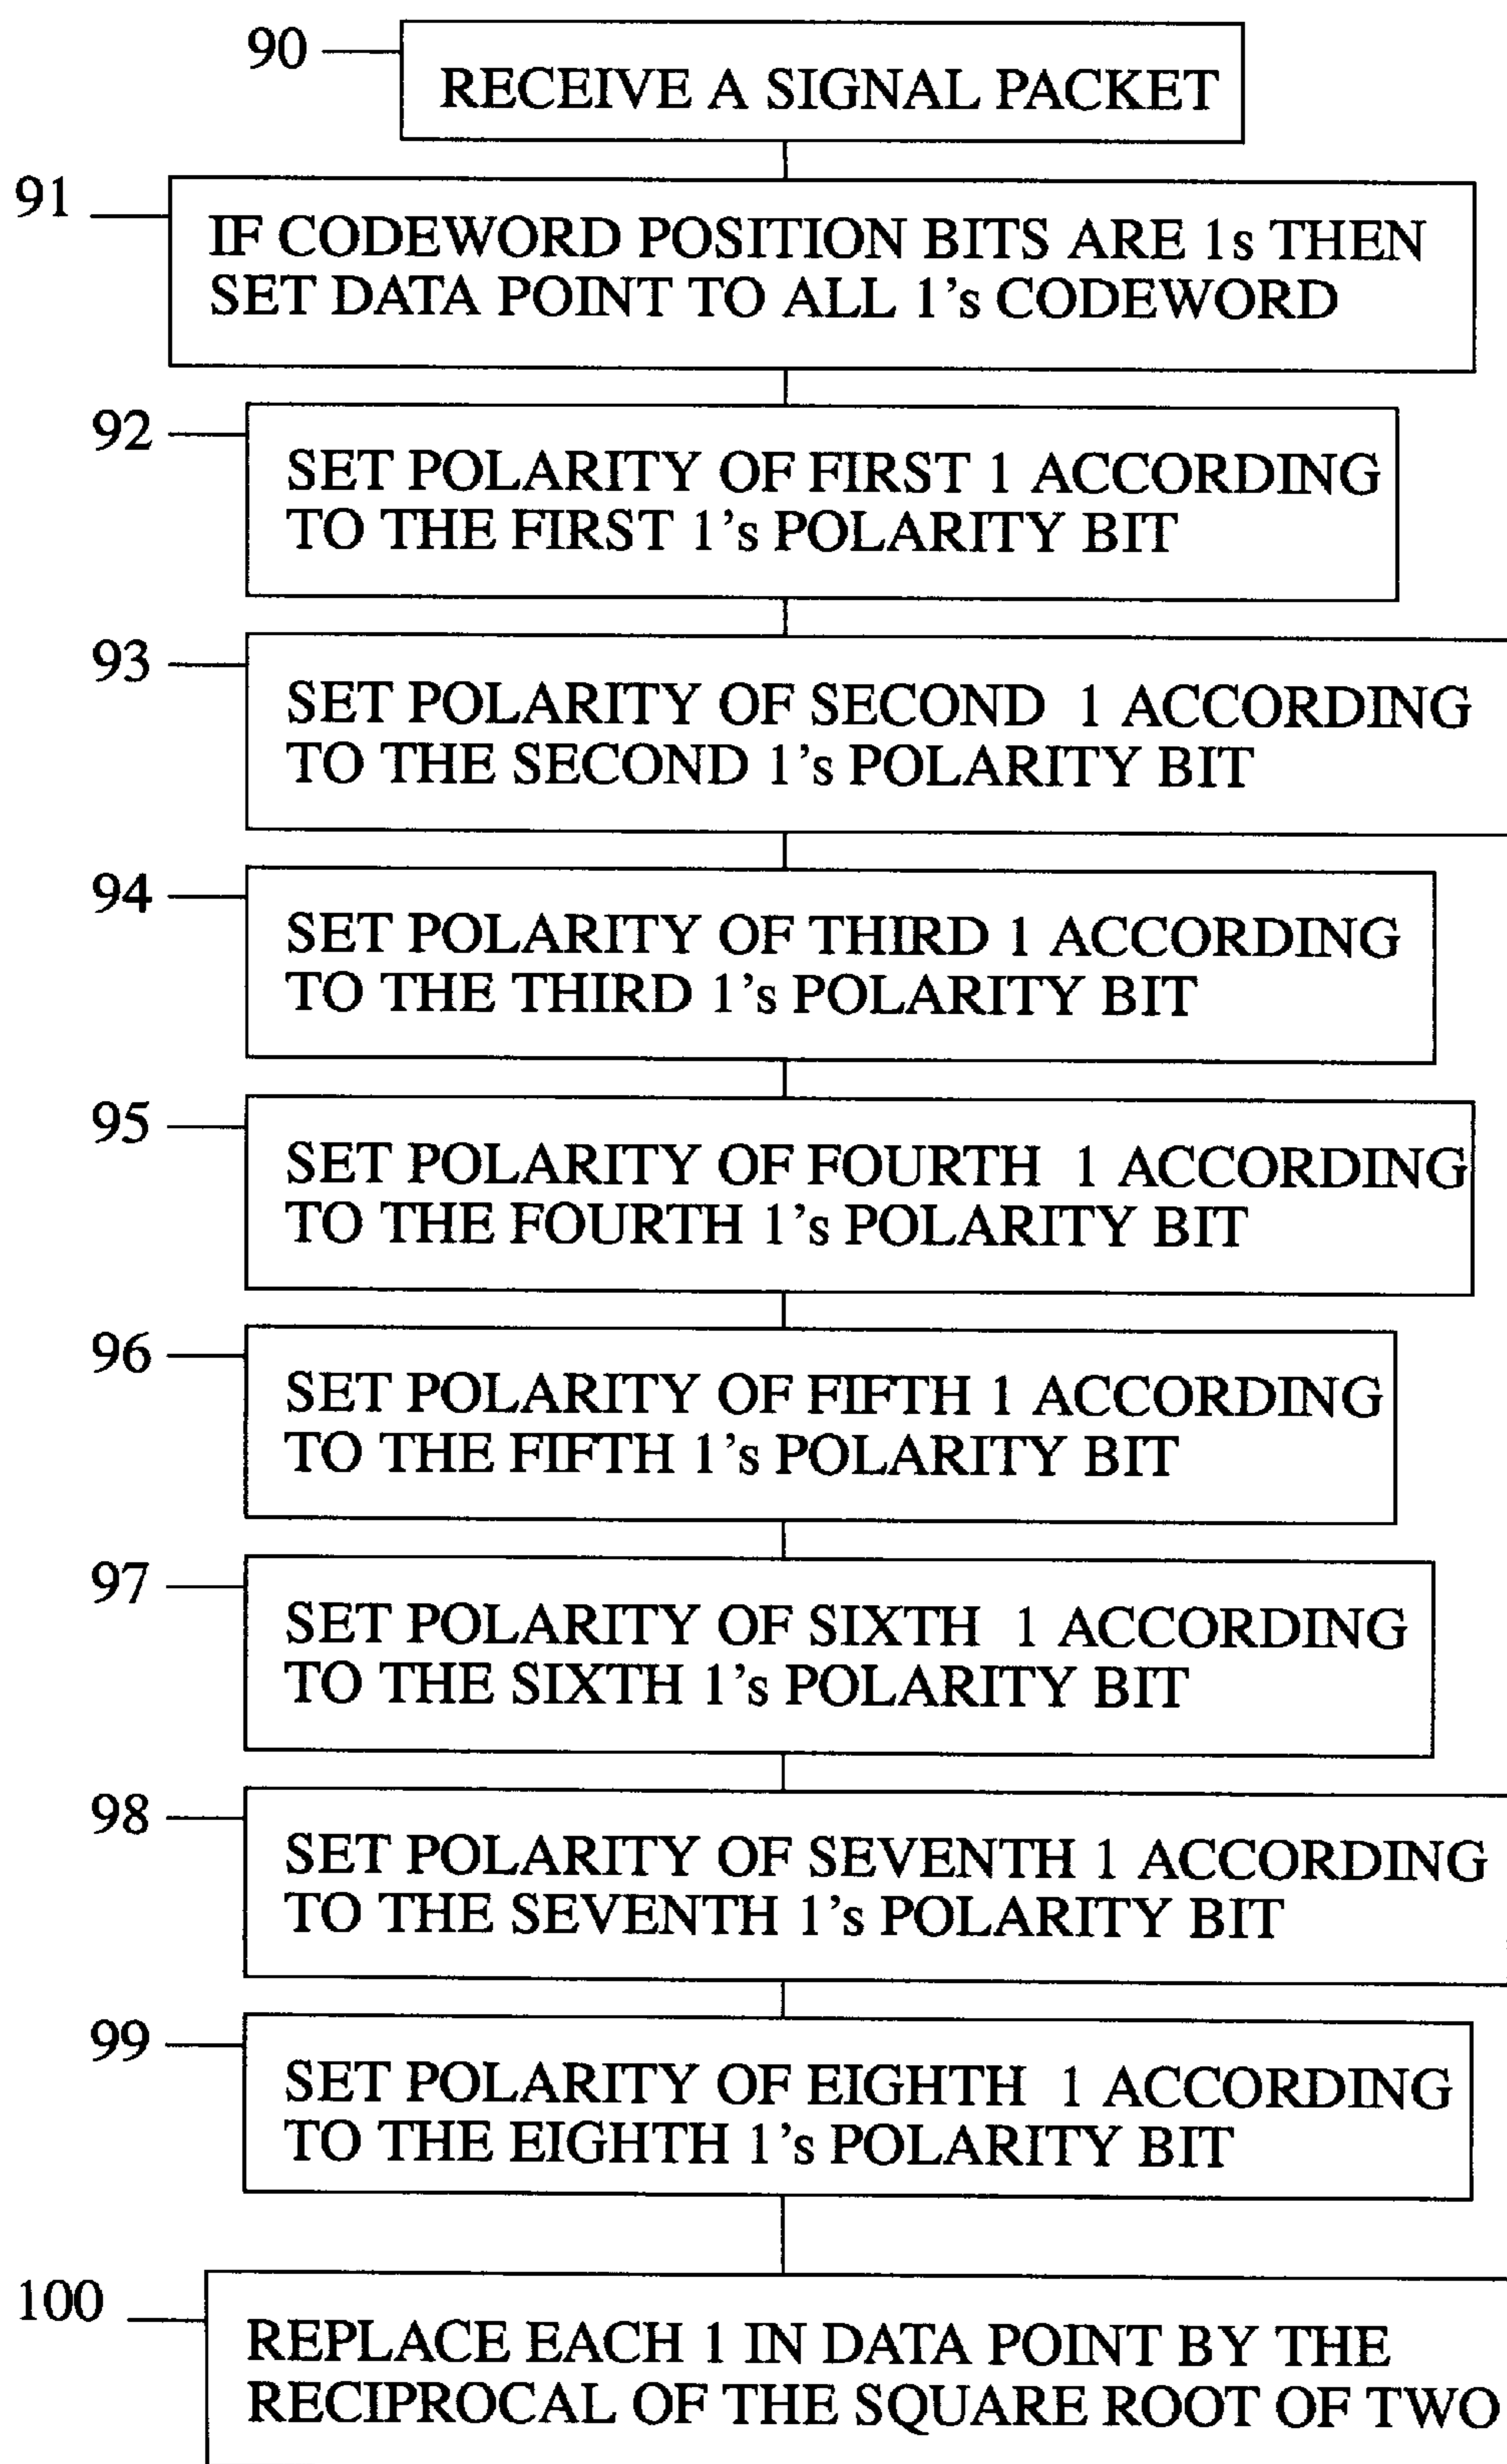 90
RECEIVE A SIGNAL PACKET
91
IF CODEWORD POSITION BITS ARE 1s THEN
SET DATA POINT TO ALL 1's CODEWORD
92
SET POLARITY OF FIRST 1 ACCORDING
TO THE FIRST 1's POLARITY BIT
93
SET POLARITY OF SECOND 1 ACCORDING
TO THE SECOND 1's POLARITY BIT
94
SET POLARITY OF THIRD 1 ACCORDING
TO THE THIRD 1's POLARITY BIT
95
SET POLARITY OF FOURTH 1 ACCORDING
TO THE FOURTH 1's POLARITY BIT
96
SET POLARITY OF FIFTH 1 ACCORDING
TO THE FIFTH 1's POLARITY BIT
97
SET POLARITY OF SIXTH 1 ACCORDING
TO THE SIXTH 1's POLARITY BIT
98
SET POLARITY OF SEVENTH 1 ACCORDING
TO THE SEVENTH 1's POLARITY BIT
99
SET POLARITY OF EIGHTH 1 ACCORDING
TO THE EIGHTH 1's POLARITY BIT
100
REPLACE EACH 1 IN DATA POINT BY THE
RECIPROCAL OF THE SQUARE ROOT OF TWO